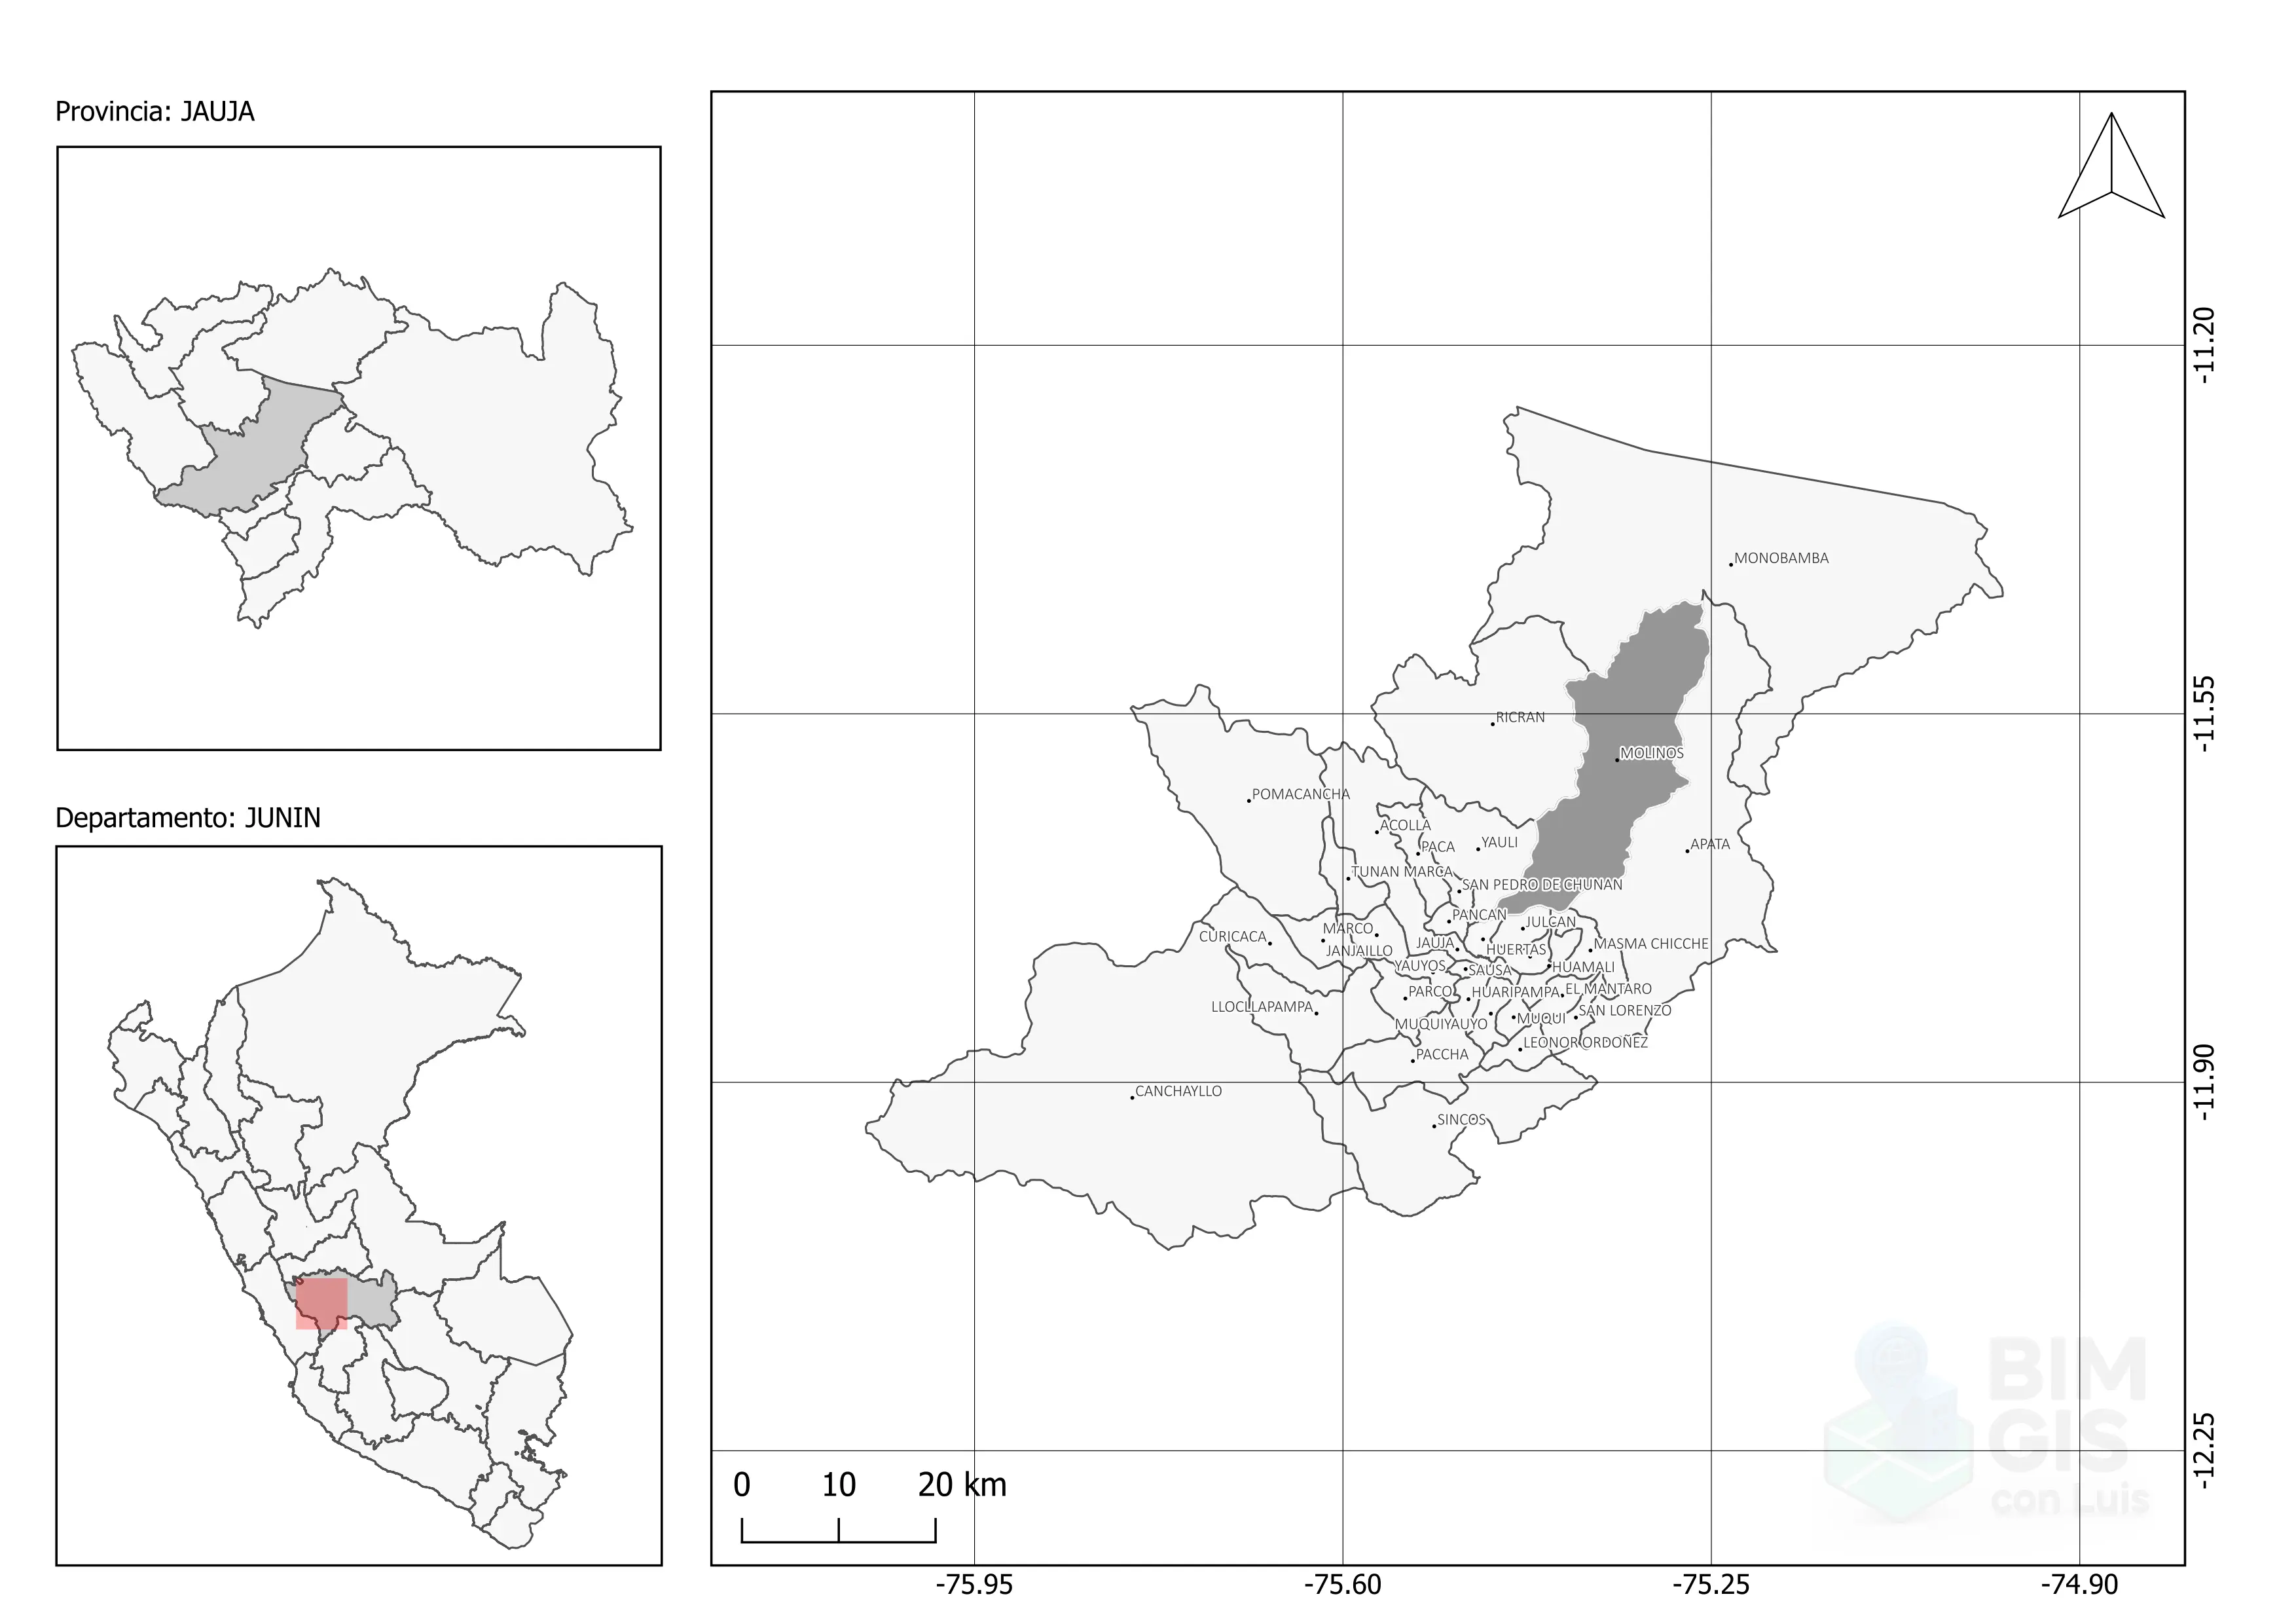 Provincia: JAUJA
Departamento: JUNIN
MONOBAMBA
RICRAN
MOLINOS
POMACANCHA
ACOLLA
PACA
YAULI
APATA
TUNAN MARCA
SAN PEDRO DE CHUNAN
PANCAN
JULCAN
CURICACA
MARCO
JAUJA
MASMA CHICCHE
JANJAILLO
HUERTAS
YAUYOS
SAUSA
HUAMALI
PARCO
HUARIPAMPA
EL MANTARO
LLOCLLAPAMPA
MUQUIYAUYO
MUQUI
SAN LORENZO
LEONOR ORDOÑEZ
PACCHA
CANCHAYLLO
SINCOS
-11.20
-11.55
-11.90
-12.25
BIM
GIS
con Luis
0 10 20 km
-75.95 -75.60 -75.25 -74.90